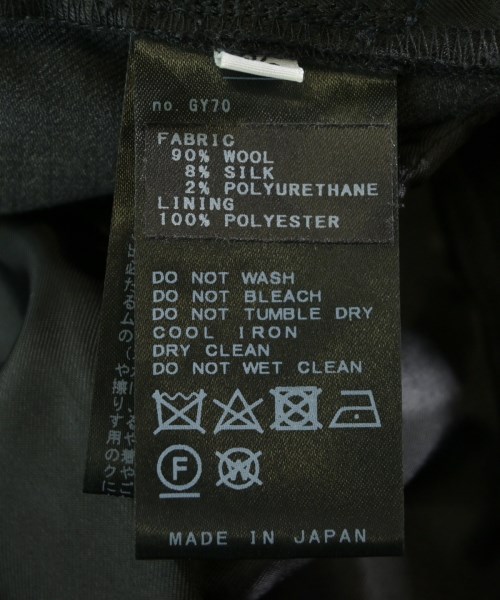 no. GY70
FABRIC
90% WOOL
8% SILK
2% POLYURETHANE
LINING
100% POLYESTER
DO NOT WASH
DO NOT BLEACH
DO NOT TUMBLE DRY
COOL IRON
DRY CLEAN
DO NOT WET CLEAN
F
W
MADE IN JAPAN